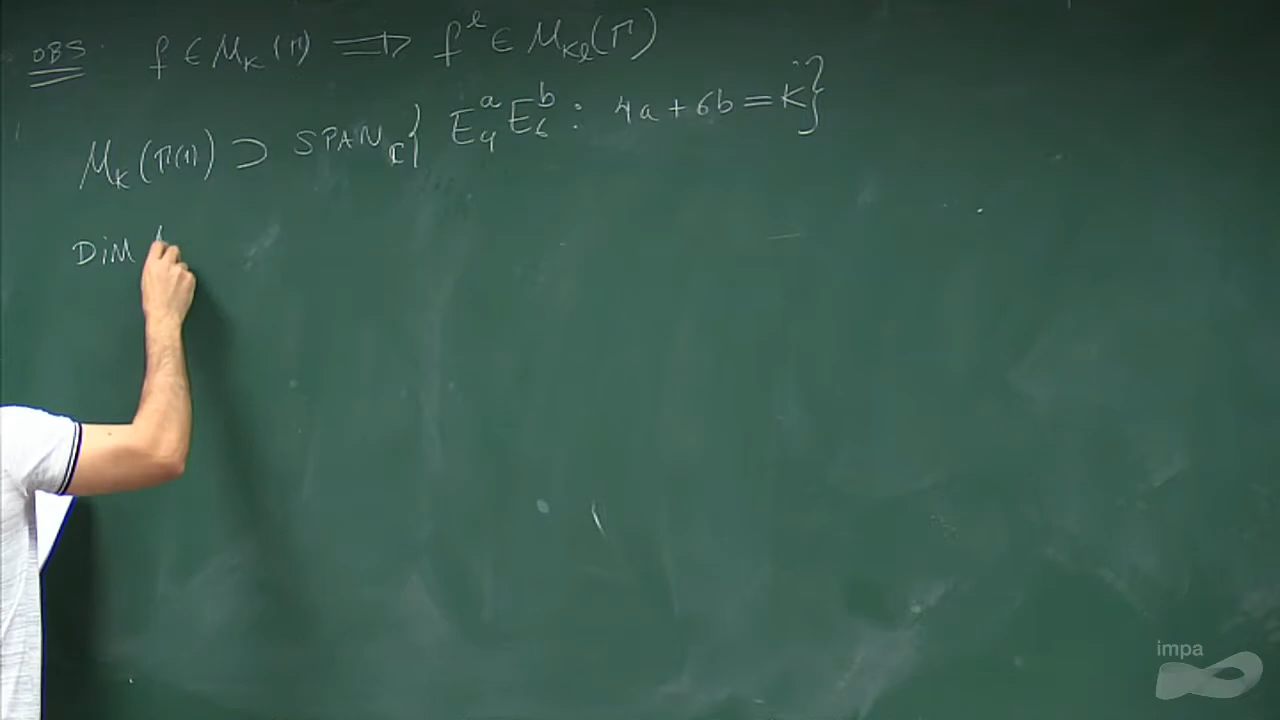 OBS: f ∈ M_K(Γ) ⟹ f^ℓ ∈ M_{Kℓ}(Γ)
M_K(Γ(1)) ⊃ SPAN_ℂ{ E_4^a E_6^b : 4a + 6b = K }
DIM
impa